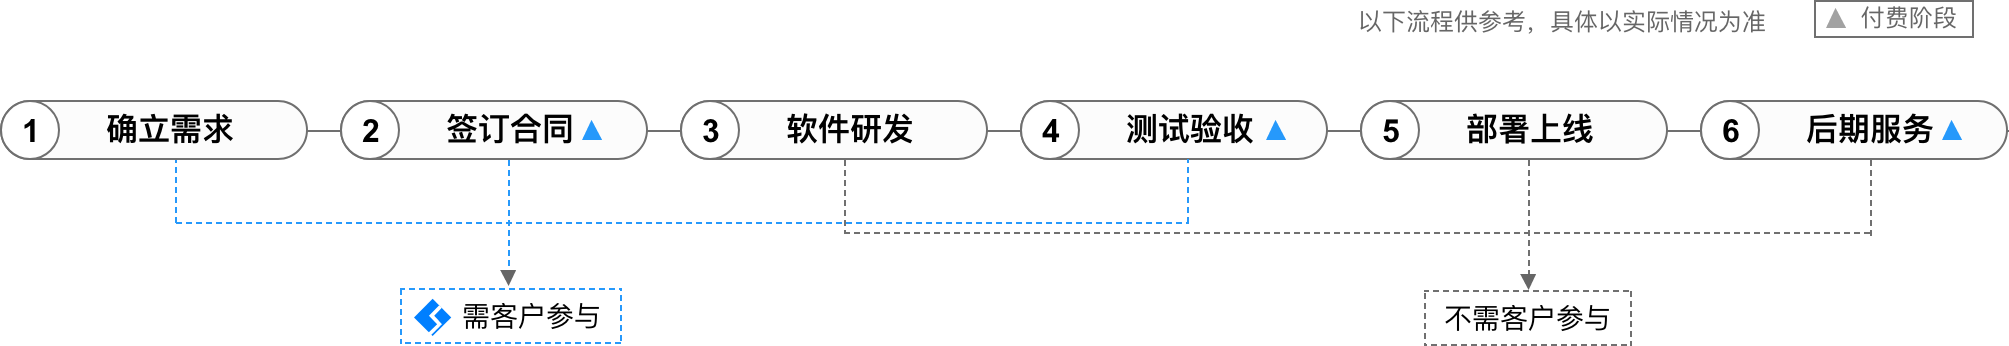 以下流程供参考，具体以实际情况为准
付费阶段
1 确立需求
2 签订合同
3 软件研发
4 测试验收
5 部署上线
6 后期服务
需客户参与
不需客户参与